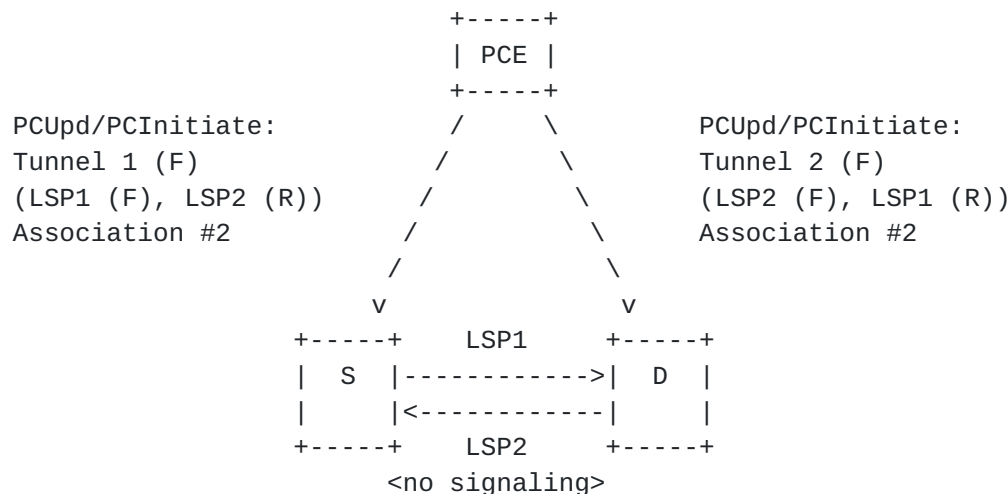 +-----+
| PCE |
+-----+
PCUpd/PCInitiate: / \ PCUpd/PCInitiate:
Tunnel 1 (F) / \ Tunnel 2 (F)
(LSP1 (F), LSP2 (R)) / \ (LSP2 (F), LSP1 (R))
Association #2 / \ Association #2
/ \
v v
+-----+ LSP1 +-----+
| S |------------>| D |
| |<------------| |
+-----+ LSP2 +-----+
<no signaling>